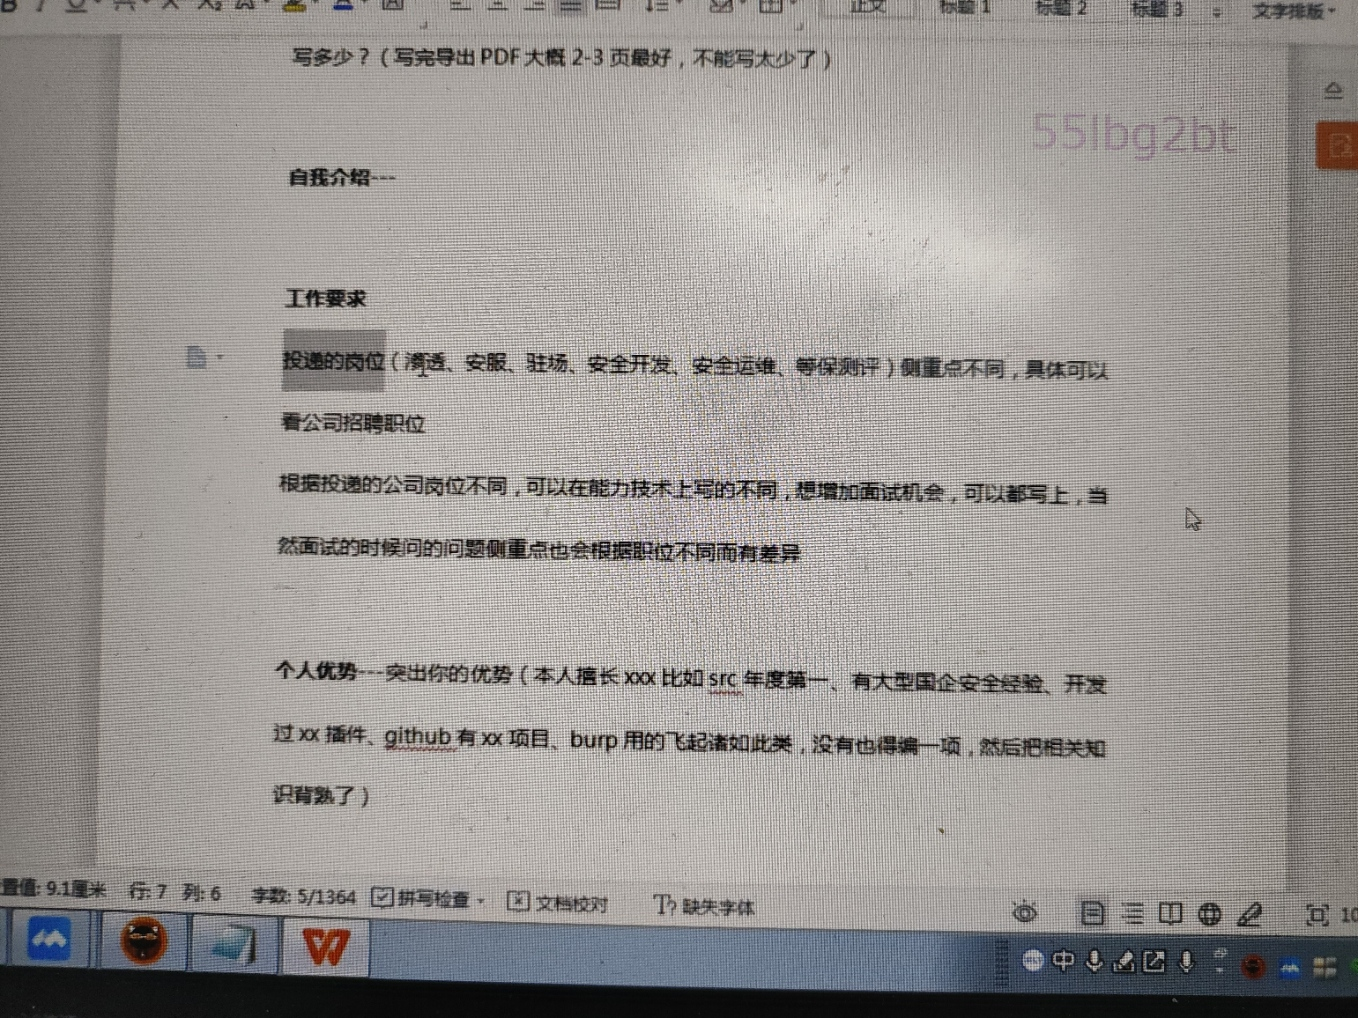 正文 标题 1 标题 2 标题 3 文字排版
写多少？（写完导出 PDF 大概 2-3 页最好，不能写太少了）
55lbg2bt
自我介绍---
工作要求
投递的岗位（渗透、安服、驻场、安全开发、安全运维、等保测评）侧重点不同，具体可以
看公司招聘职位
根据投递的公司岗位不同，可以在能力技术上写的不同，想增加面试机会，可以都写上，当
然面试的时候问的问题侧重点也会根据职位不同而有差异
个人优势---突出你的优势（本人擅长 xxx 比如 src 年度第一、有大型国企安全经验、开发
过 xx 插件、github 有 xx 项目、burp 用的飞起诸如此类，没有也得编一项，然后把相关知
识背熟了）
置值: 9.1厘米 行: 7 列: 6 字数: 5/1364 拼写检查 文档校对 缺失字体
中